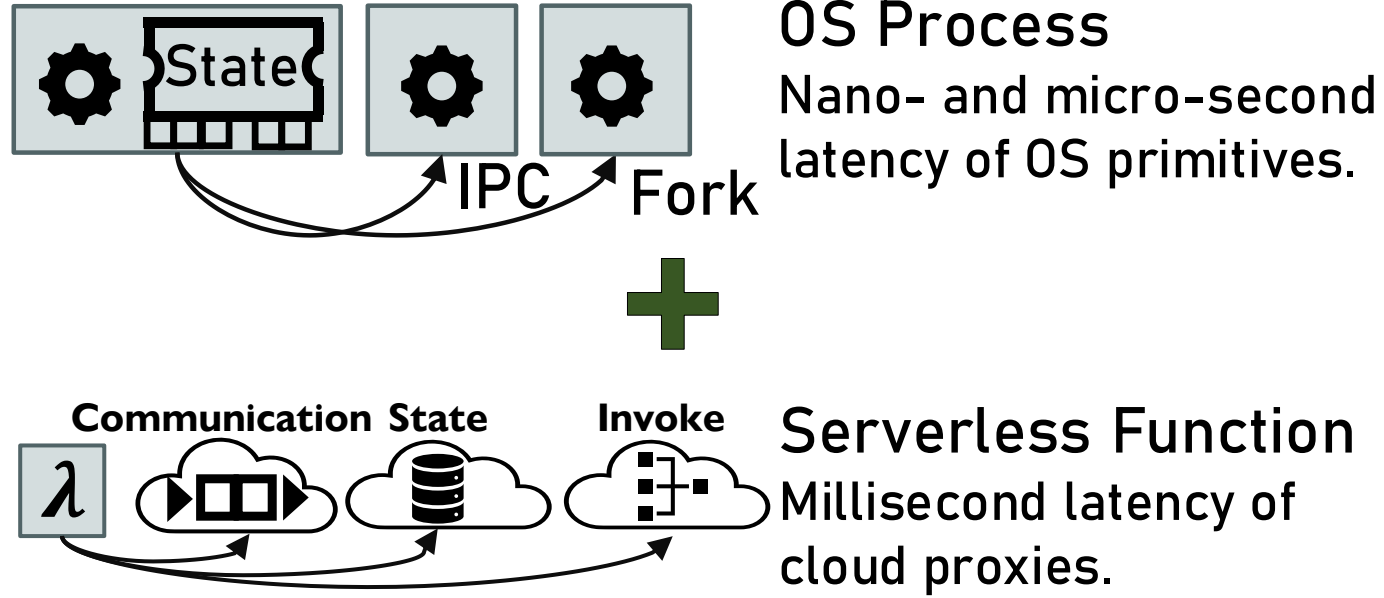 State
OS Process
Nano- and micro-second
latency of OS primitives.
IPC
Fork
Communication State Invoke
λ
Serverless Function
Millisecond latency of
cloud proxies.